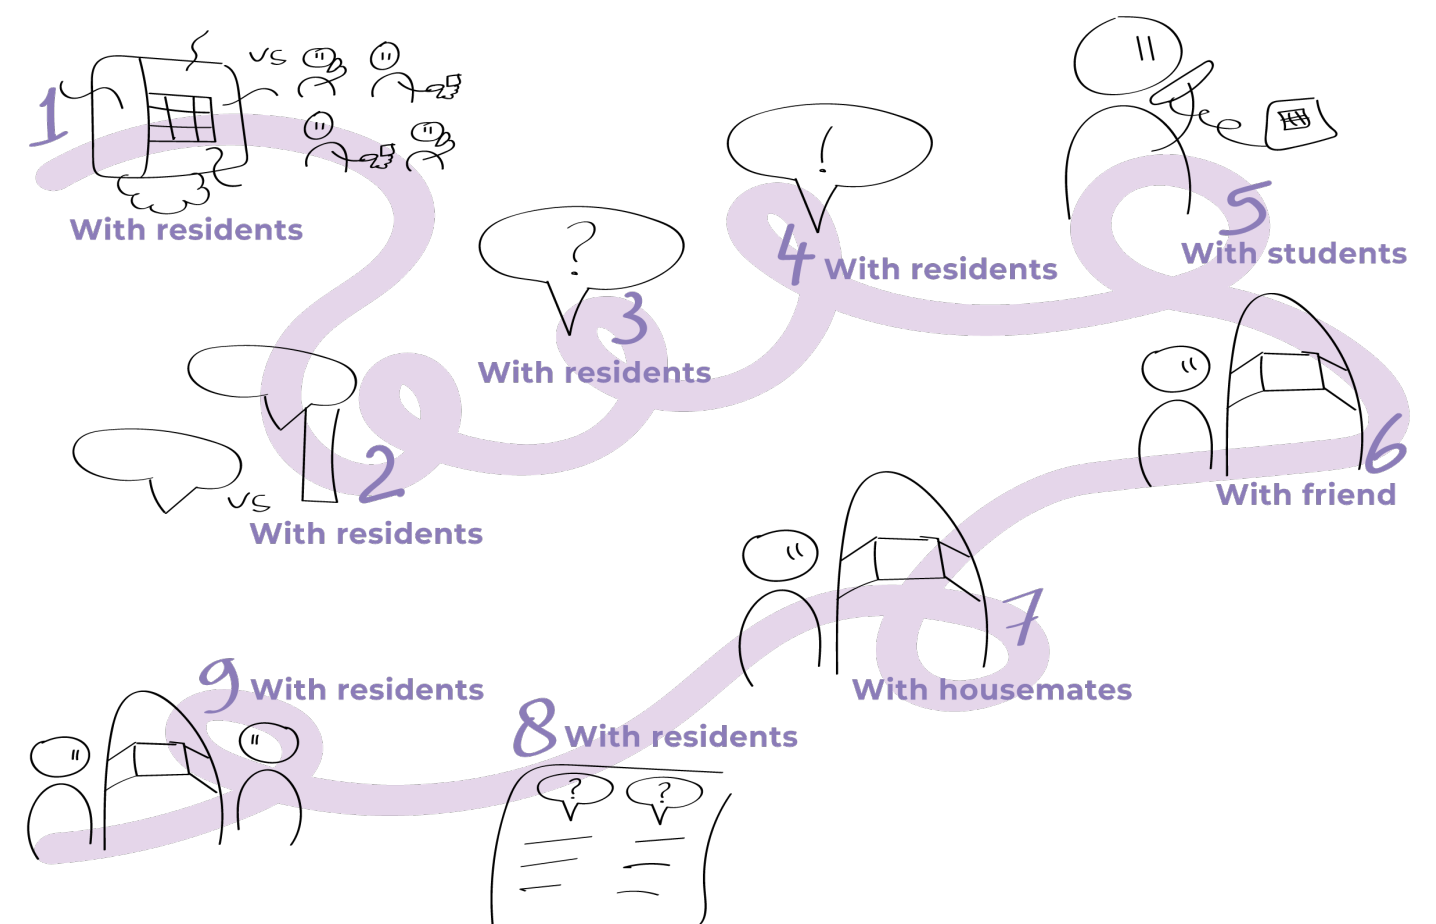 1
vs
With residents
vs
2
With residents
?
3
With residents
!
4
With residents
5
With students
6
With friend
7
With housemates
8
With residents
? ?
9
With residents